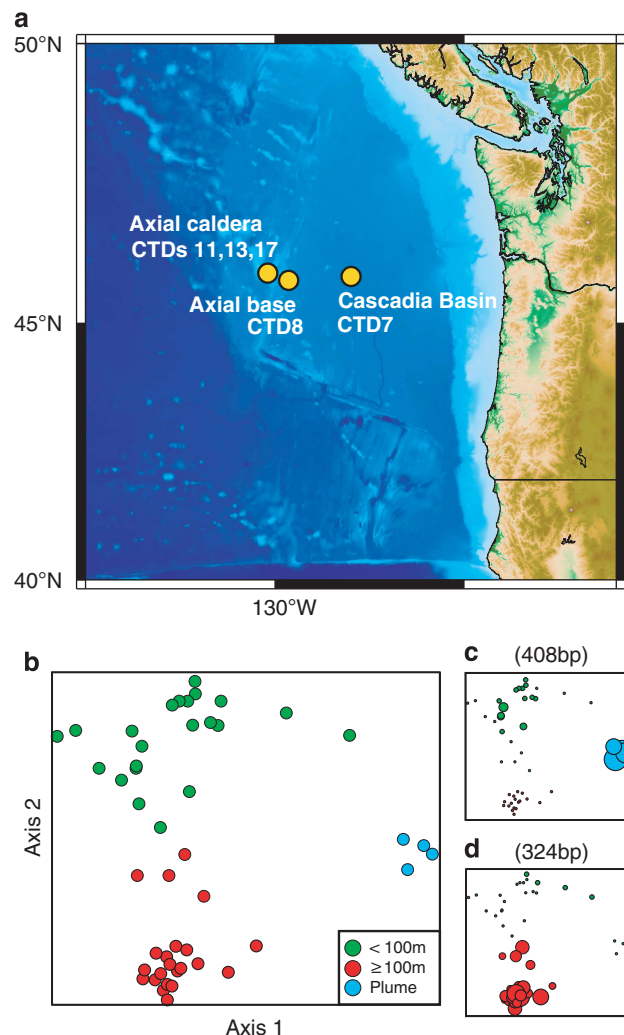 a
50°N
Axial caldera
CTDs 11,13,17
Axial base
CTD8
Cascadia Basin
CTD7
45°N
40°N
130°W
b
Axis 2
< 100m
≥ 100m
Plume
Axis 1
c (408bp)
d (324bp)